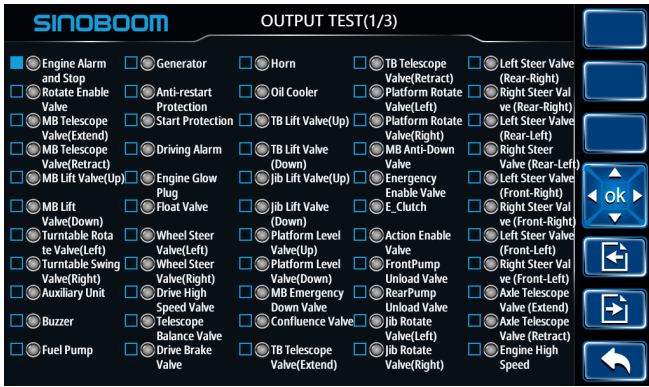 SINOBOOM
OUTPUT TEST(1/3)
Engine Alarm
and Stop
Rotate Enable
Valve
MB Telescope
Valve(Extend)
MB Telescope
Valve(Retract)
MB Lift Valve(Up)
MB Lift
Valve(Down)
Turntable Rota
te Valve(Left)
Turntable Swing
Valve(Right)
Auxiliary Unit
Buzzer
Fuel Pump
Generator
Anti-restart
Protection
Start Protection
Driving Alarm
Engine Glow
Plug
Float Valve
Wheel Steer
Valve(Left)
Wheel Steer
Valve(Right)
Drive High
Speed Valve
Telescope
Balance Valve
Drive Brake
Valve
Horn
Oil Cooler
TB Lift Valve(Up)
TB Lift Valve
(Down)
Jib Lift Valve(Up)
Jib Lift Valve
(Down)
Platform Level
Valve(Up)
Platform Level
Valve(Down)
MB Emergency
Down Valve
Confluence Valve
TB Telescope
Valve(Extend)
TB Telescope
Valve(Retract)
Platform Rotate
Valve(Left)
Platform Rotate
Valve(Right)
MB Anti-Down
Valve
Energency
Enable Valve
E_Clutch
Action Enable
Valve
FrontPump
Unload Valve
RearPump
Unload Valve
Jib Rotate
Valve(Left)
Jib Rotate
Valve(Right)
Left Steer Valve
(Rear-Right)
Right Steer Val
ve (Rear-Right)
Left Steer Valve
(Rear-Left)
Right Steer
Valve (Rear-Left)
Left Steer Valve
(Front-Right)
Right Steer Val
ve (Front-Right)
Left Steer Valve
(Front-Left)
Right Steer Val
ve (Front-Left)
Axle Telescope
Valve (Extend)
Axle Telescope
Valve (Retract)
Engine High
Speed
ok